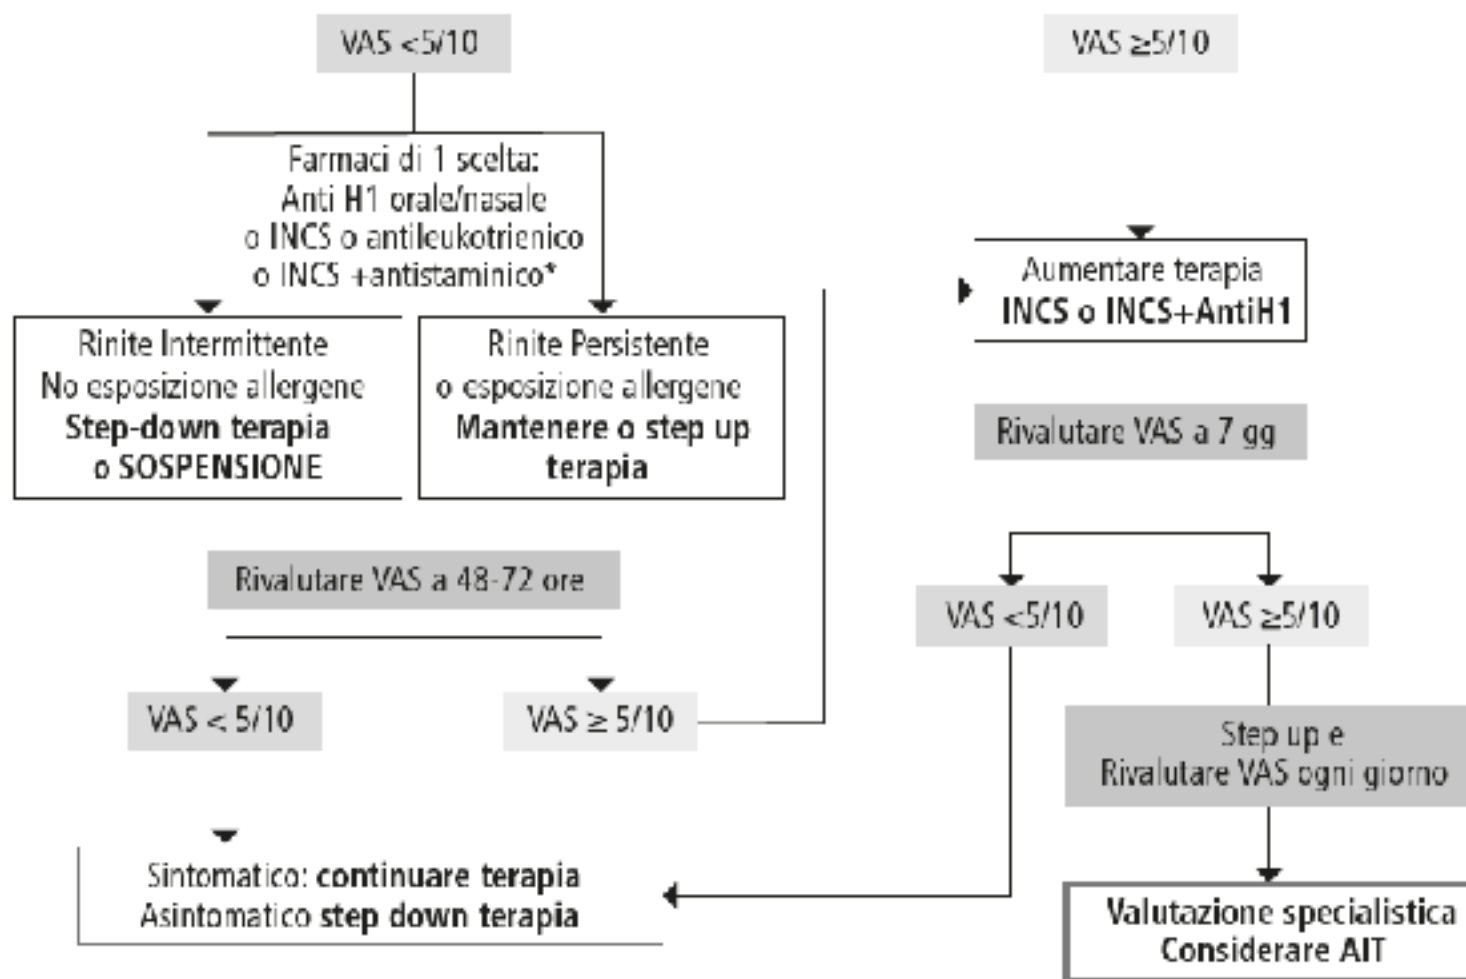 VAS <5/10
VAS ≥5/10
Farmaci di 1 scelta:
Anti H1 orale/nasale
o INCS o antileukotrienico
o INCS +antistaminico*
Rinite Intermittente
No esposizione allergene
Step-down terapia
o SOSPENSIONE
Rinite Persistente
o esposizione allergene
Mantenere o step up
terapia
Aumentare terapia
INCS o INCS+AntiH1
Rivalutare VAS a 7 gg
Rivalutare VAS a 48-72 ore
VAS <5/10
VAS ≥5/10
VAS < 5/10
VAS ≥ 5/10
Step up e
Rivalutare VAS ogni giorno
Sintomatico: continuare terapia
Asintomatico step down terapia
Valutazione specialistica
Considerare AIT